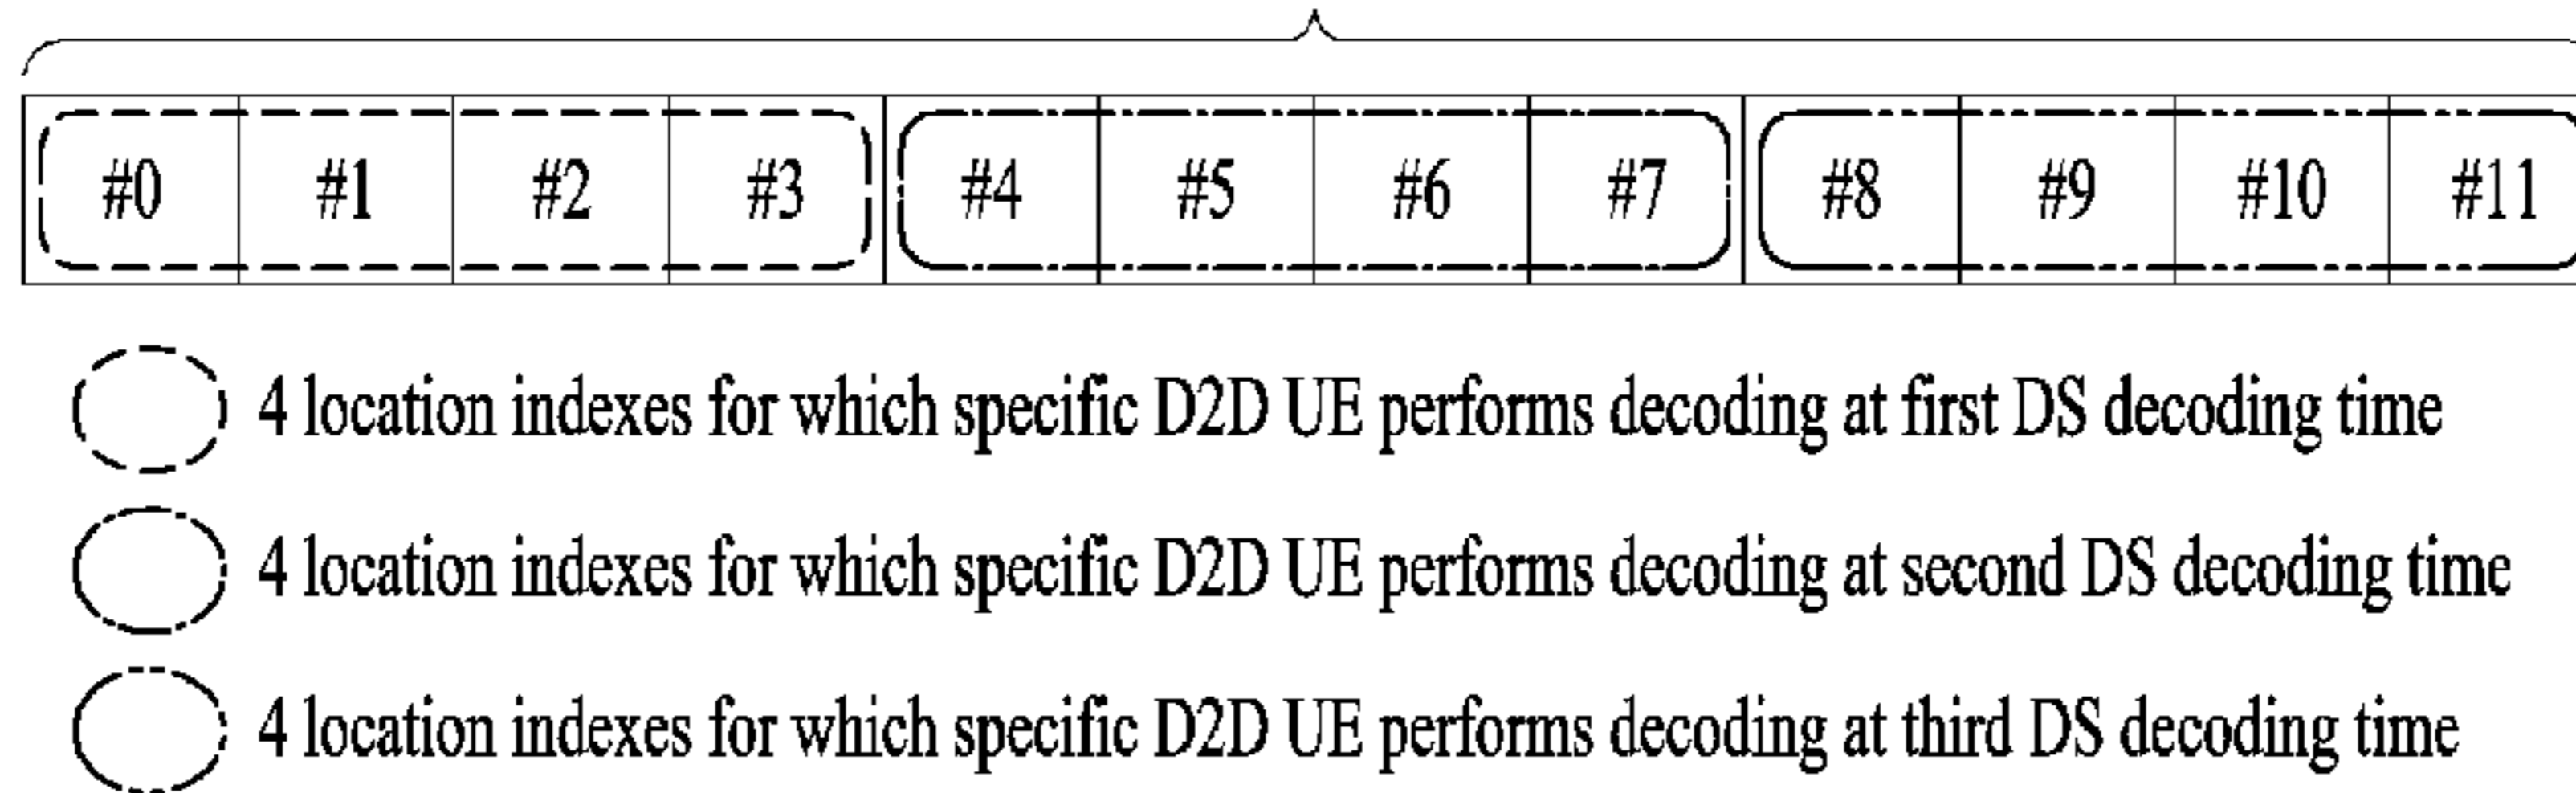 #0 #1 #2 #3 #4 #5 #6 #7 #8 #9 #10 #11
4 location indexes for which specific D2D UE performs decoding at first DS decoding time
4 location indexes for which specific D2D UE performs decoding at second DS decoding time
4 location indexes for which specific D2D UE performs decoding at third DS decoding time